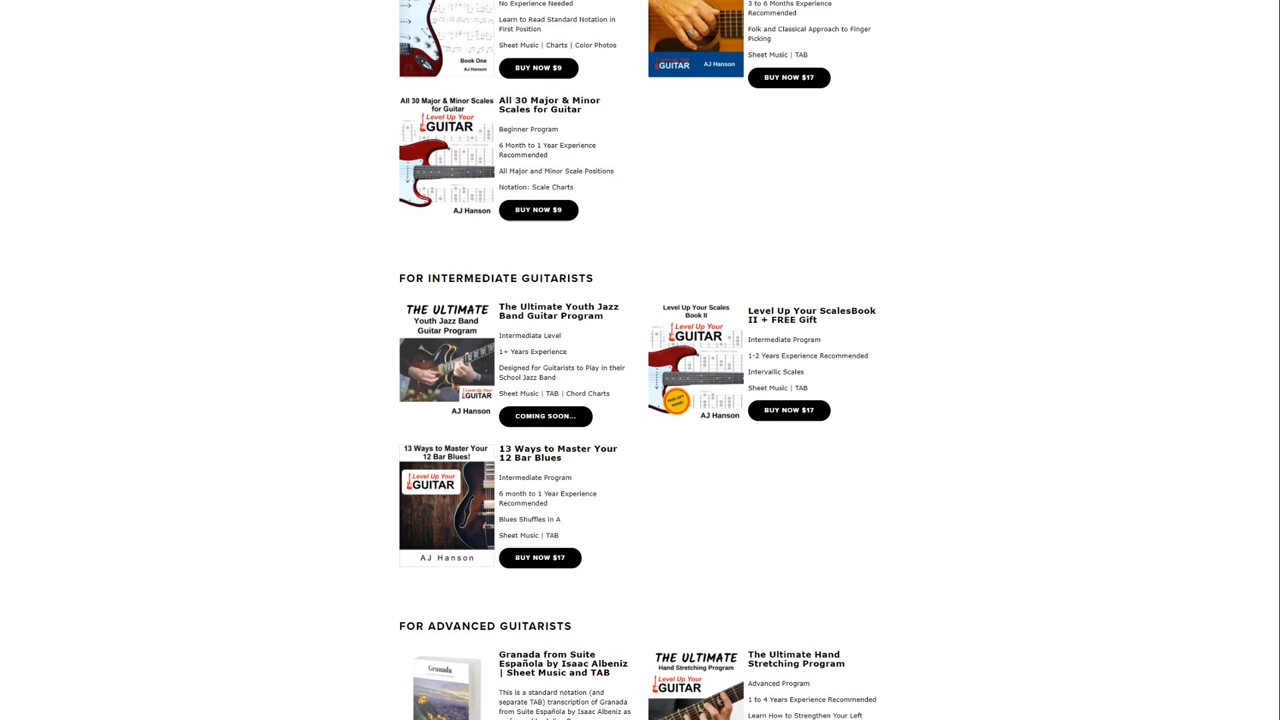 No Experience Needed
Learn to Read Standard Notation in
First Position
Sheet Music | Charts | Color Photos
BUY NOW $9
Book One
AJ Hanson
3 to 6 Months Experience
Recommended
Folk and Classical Approach to Finger
Picking
Sheet Music | TAB
BUY NOW $17
Level Up Your
GUITAR
AJ Hanson
All 30 Major & Minor Scales
for Guitar
Level Up Your
GUITAR
AJ Hanson
All 30 Major & Minor
Scales for Guitar
Beginner Program
6 Month to 1 Year Experience
Recommended
All Major and Minor Scale Positions
Notation: Scale Charts
BUY NOW $9
FOR INTERMEDIATE GUITARISTS
THE ULTIMATE
Youth Jazz Band
Guitar Program
Level Up Your
GUITAR
AJ Hanson
The Ultimate Youth Jazz
Band Guitar Program
Intermediate Level
1+ Years Experience
Designed for Guitarists to Play in their
School Jazz Band
Sheet Music | TAB | Chord Charts
COMING SOON...
Level Up Your Scales
Book II
Level Up Your
GUITAR
FREE GIFT
AJ Hanson
Level Up Your ScalesBook
II + FREE Gift
Intermediate Program
1-2 Years Experience Recommended
Intervallic Scales
Sheet Music | TAB
BUY NOW $17
13 Ways to Master Your
12 Bar Blues!
Level Up Your
GUITAR
AJ Hanson
13 Ways to Master Your
12 Bar Blues
Intermediate Program
6 month to 1 Year Experience
Recommended
Blues Shuffles in A
Sheet Music | TAB
BUY NOW $17
FOR ADVANCED GUITARISTS
Granada
Granada from Suite
Española by Isaac Albeniz
| Sheet Music and TAB
This is a standard notation (and
separate TAB) transcription of Granada
from Suite Española by Isaac Albeniz as
THE ULTIMATE
Hand Stretching Program
Level Up Your
GUITAR
The Ultimate Hand
Stretching Program
Advanced Program
1 to 4 Years Experience Recommended
Learn How to Strengthen Your Left